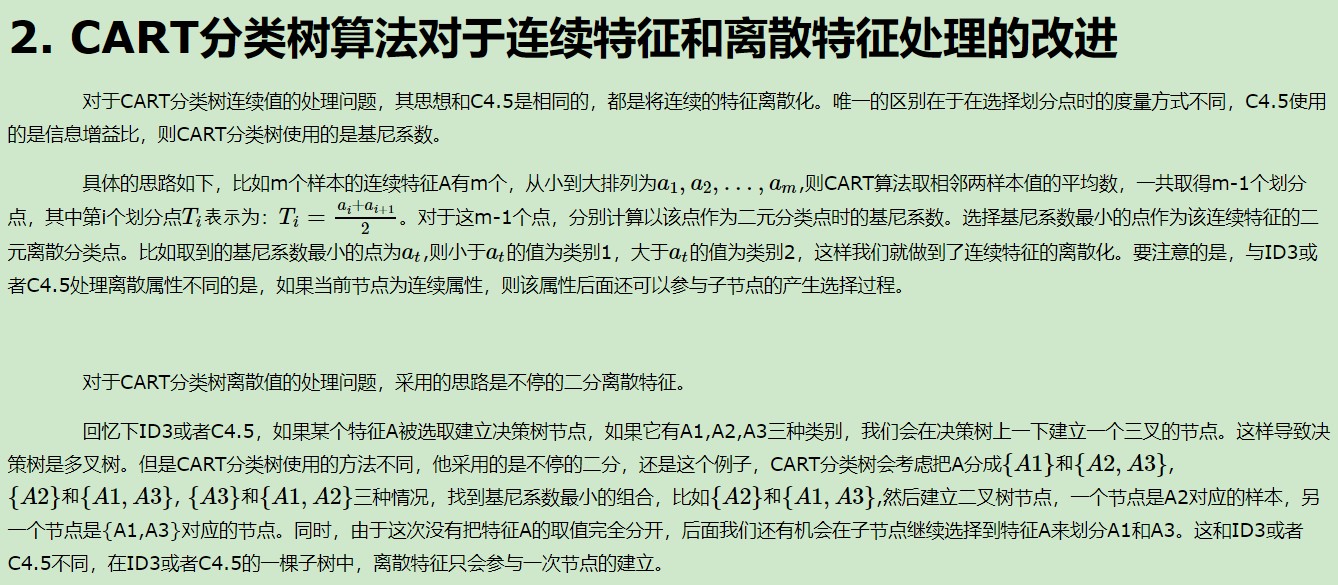 2. CART分类树算法对于连续特征和离散特征处理的改进
对于CART分类树连续值的处理问题，其思想和C4.5是相同的，都是将连续的特征离散化。唯一的区别在于在选择划分点时的度量方式不同，C4.5使用
的是信息增益比，则CART分类树使用的是基尼系数。
具体的思路如下，比如m个样本的连续特征A有m个，从小到大排列为a₁, a₂, . . . , aₘ,则CART算法取相邻两样本值的平均数，一共取得m-1个划分
点，其中第i个划分点Tᵢ表示为：Tᵢ = (aᵢ+aᵢ₊₁)/2。对于这m-1个点，分别计算以该点作为二元分类点时的基尼系数。选择基尼系数最小的点作为该连续特征的二
元离散分类点。比如取到的基尼系数最小的点为aₜ,则小于aₜ的值为类别1，大于aₜ的值为类别2，这样我们就做到了连续特征的离散化。要注意的是，与ID3或
者C4.5处理离散属性不同的是，如果当前节点为连续属性，则该属性后面还可以参与子节点的产生选择过程。
对于CART分类树离散值的处理问题，采用的思路是不停的二分离散特征。
回忆下ID3或者C4.5，如果某个特征A被选取建立决策树节点，如果它有A1,A2,A3三种类别，我们会在决策树上一下建立一个三叉的节点。这样导致决
策树是多叉树。但是CART分类树使用的方法不同，他采用的是不停的二分，还是这个例子，CART分类树会考虑把A分成{A1}和{A2, A3}，
{A2}和{A1, A3}，{A3}和{A1, A2}三种情况，找到基尼系数最小的组合，比如{A2}和{A1, A3},然后建立二叉树节点，一个节点是A2对应的样本，另
一个节点是{A1,A3}对应的节点。同时，由于这次没有把特征A的取值完全分开，后面我们还有机会在子节点继续选择到特征A来划分A1和A3。这和ID3或者
C4.5不同，在ID3或者C4.5的一棵子树中，离散特征只会参与一次节点的建立。